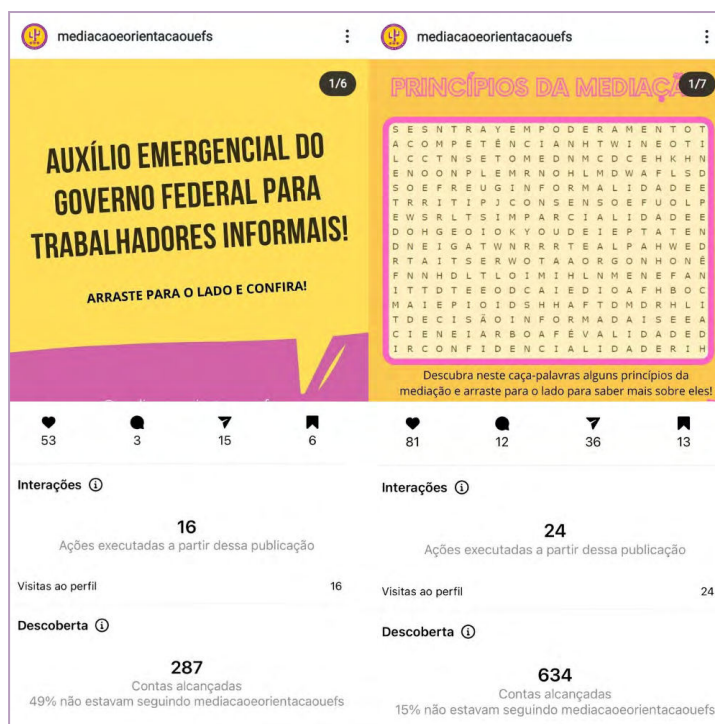 mediacaoeorientacaouefs
1/6
AUXÍLIO EMERGENCIAL DO
GOVERNO FEDERAL PARA
TRABALHADORES INFORMAIS!
ARRASTE PARA O LADO E CONFIRA!
53 3 15 6
Interações
16
Ações executadas a partir dessa publicação
Visitas ao perfil 16
Descoberta
287
Contas alcançadas
49% não estavam seguindo mediacaoeorientacaouefs
mediacaoeorientacaouefs
PRINCÍPIOS DA MEDIAÇÃ
1/7
S E S N T R A Y E M P O D E R A M E N T O T
A C O M P E T Ê N C I A N H T W I N E O T I
L C C T N S E T O M E D N M C D C E H K H N
E N O O N P L E M R N O H L M D W A F L S D
S O E F R E U G I N F O R M A L I D A D E E
T R R I T I P J C O N S E N S O E F U O L P
E W S R L T S I M P A R C I A L I D A D E E
D O H G E O I O K Y O U D E I E P T A T E N
D N E I G A T W N R R R T E A L P A H W E D
R T A I T S E R W O T A A O R G O N H O N Ê
F N N H D L T L O I M I H L N M E N E F A N
I T T D T E E O D C A I E D I O A F H B O C
M A I E P I O I D S H H A F T D M D R H L I
T D E C I S Ã O I N F O R M A D A I S E E A
C I E N E I A R B O A F É V A L I D A D E D
I R C O N F I D E N C I A L I D A D E R I H
Descubra neste caça-palavras alguns princípios da
mediação e arraste para o lado para saber mais sobre eles!
81 12 36 13
Interações
24
Ações executadas a partir dessa publicação
Visitas ao perfil 24
Descoberta
634
Contas alcançadas
15% não estavam seguindo mediacaoeorientacaouefs